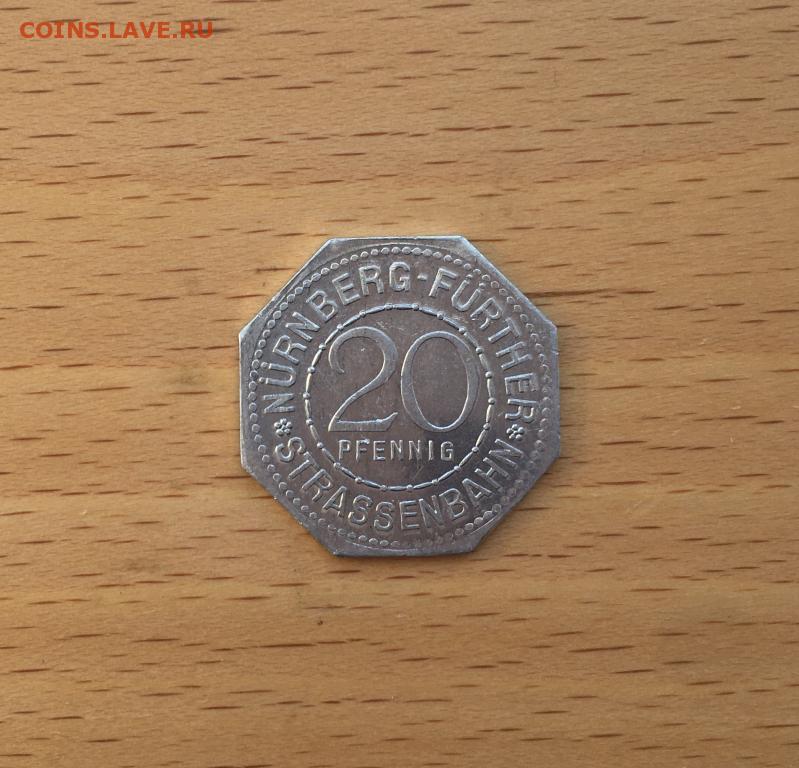 COINS.LAVE.RU
NÜRNBERG-FÜRTHER
20
PFENNIG
STRASSENBAHN